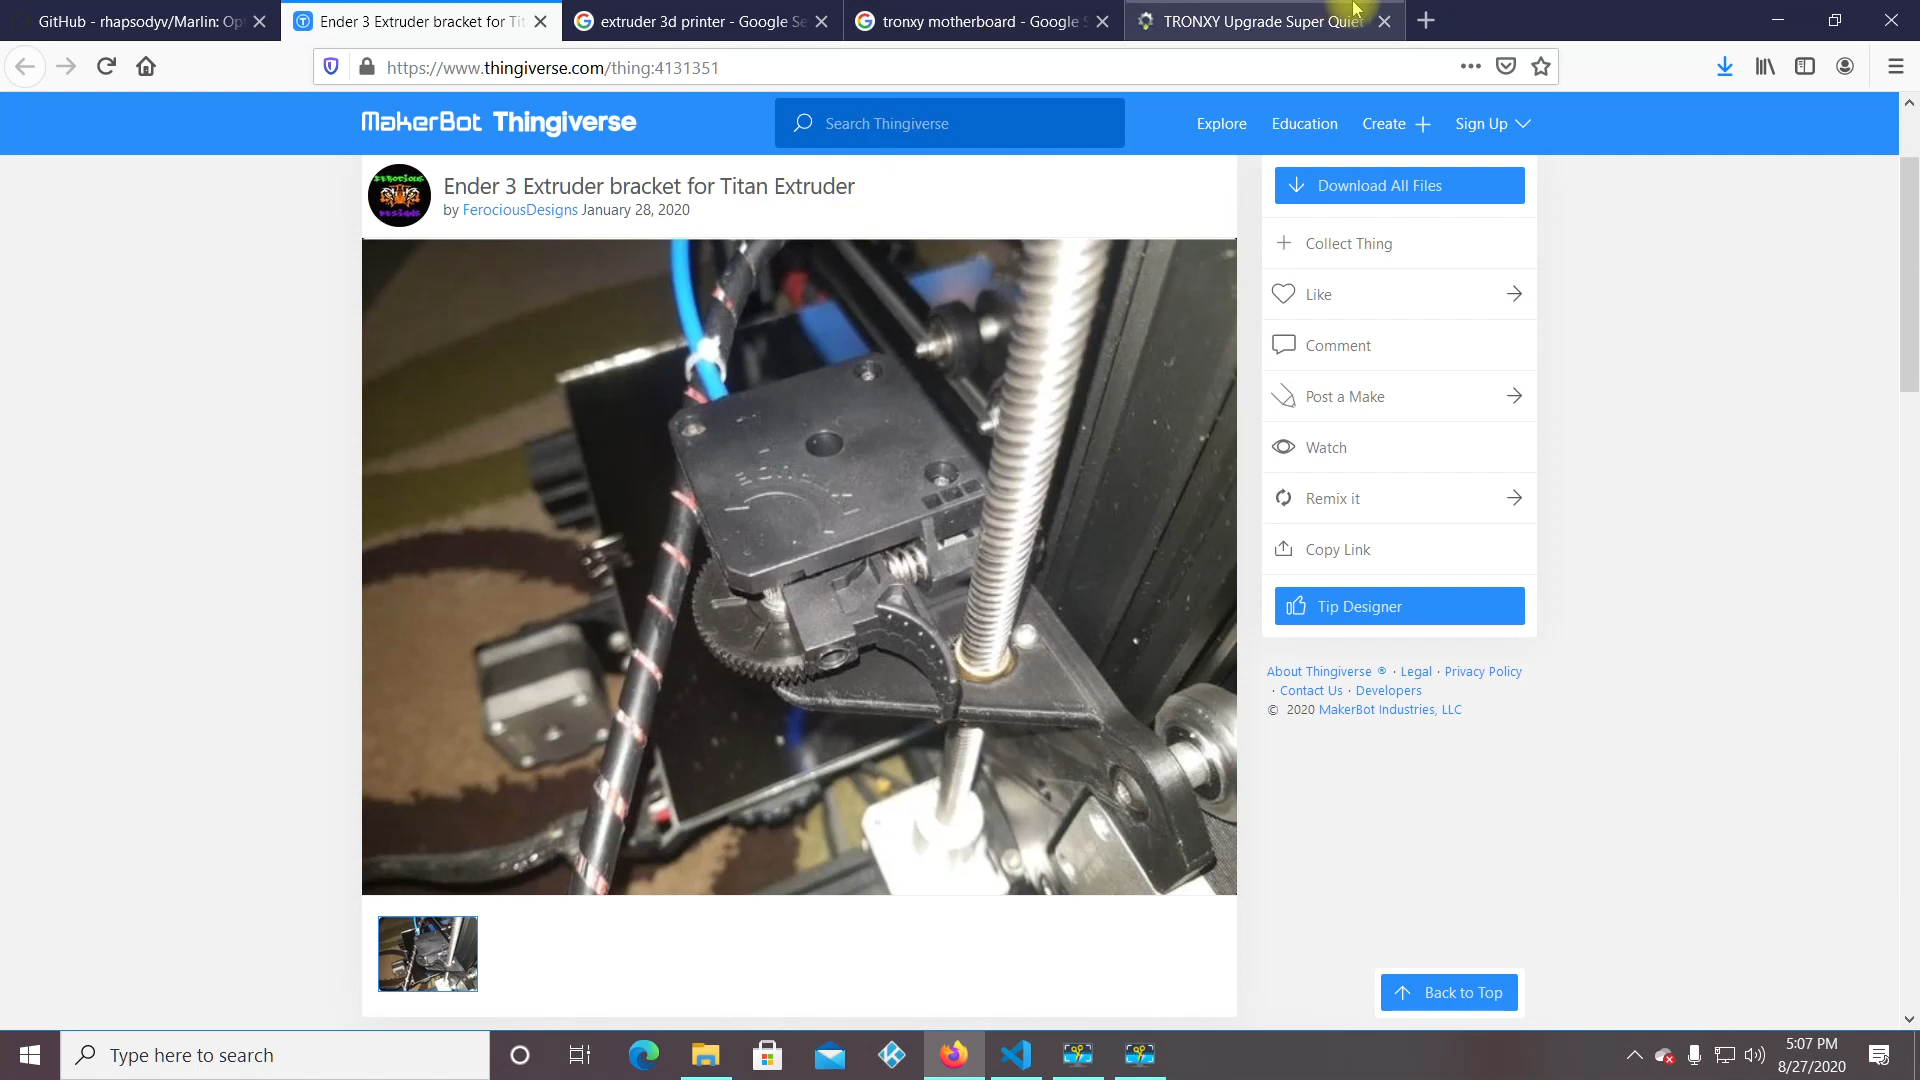 GitHub - rhapsodyv/Marlin: Op
Ender 3 Extruder bracket for Tit
extruder 3d printer - Google Se
tronxy motherboard - Google S
TRONXY Upgrade Super Quiet
https://www.thingiverse.com/thing:4131351
MakerBot Thingiverse
Search Thingiverse
Explore
Education
Create
Sign Up
FEROCIOUS
DESIGNS
Ender 3 Extruder bracket for Titan Extruder
by FerociousDesigns January 28, 2020
Download All Files
Collect Thing
Like
Comment
Post a Make
Watch
Remix it
Copy Link
Tip Designer
About Thingiverse ® · Legal · Privacy Policy
· Contact Us · Developers
© 2020 MakerBot Industries, LLC
Back to Top
Type here to search
5:07 PM
8/27/2020